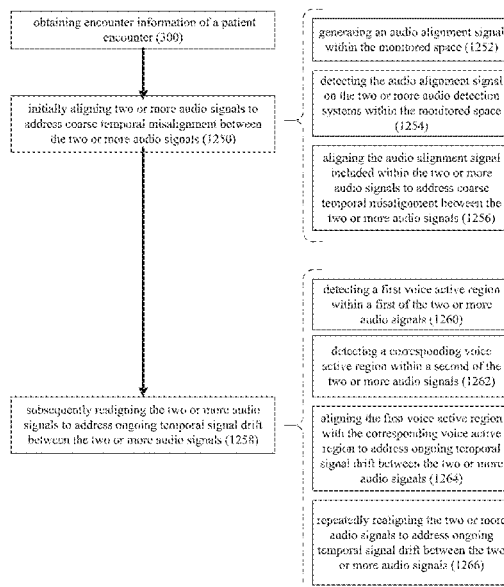 obtaining encounter information of a patient
encounter (300)
initially aligning two or more audio signals to
address coarse temporal misalignment between
the two or more audio signals (1250)
subsequently realigning the two or more audio
signals to address ongoing temporal signal drift
between the two or more audio signals (1258)
generating an audio alignment signal
within the monitored space (1252)
detecting the audio alignment signal
on the two or more audio detection
systems within the monitored space
(1254)
aligning the audio alignment signal
included within the two or more
audio signals to address coarse
temporal misalignment between the
two or more audio signals (1256)
detecting a first voice active region
within a first of the two or more
audio signals (1260)
detecting a corresponding voice
active region within a second of the
two or more audio signals (1262)
aligning the first voice active region
with the corresponding voice active
region to address ongoing temporal
signal drift between the two or more
audio signals (1264)
repeatedly realigning the two or more
audio signals to address ongoing
temporal signal drift between the two
or more audio signals (1266)